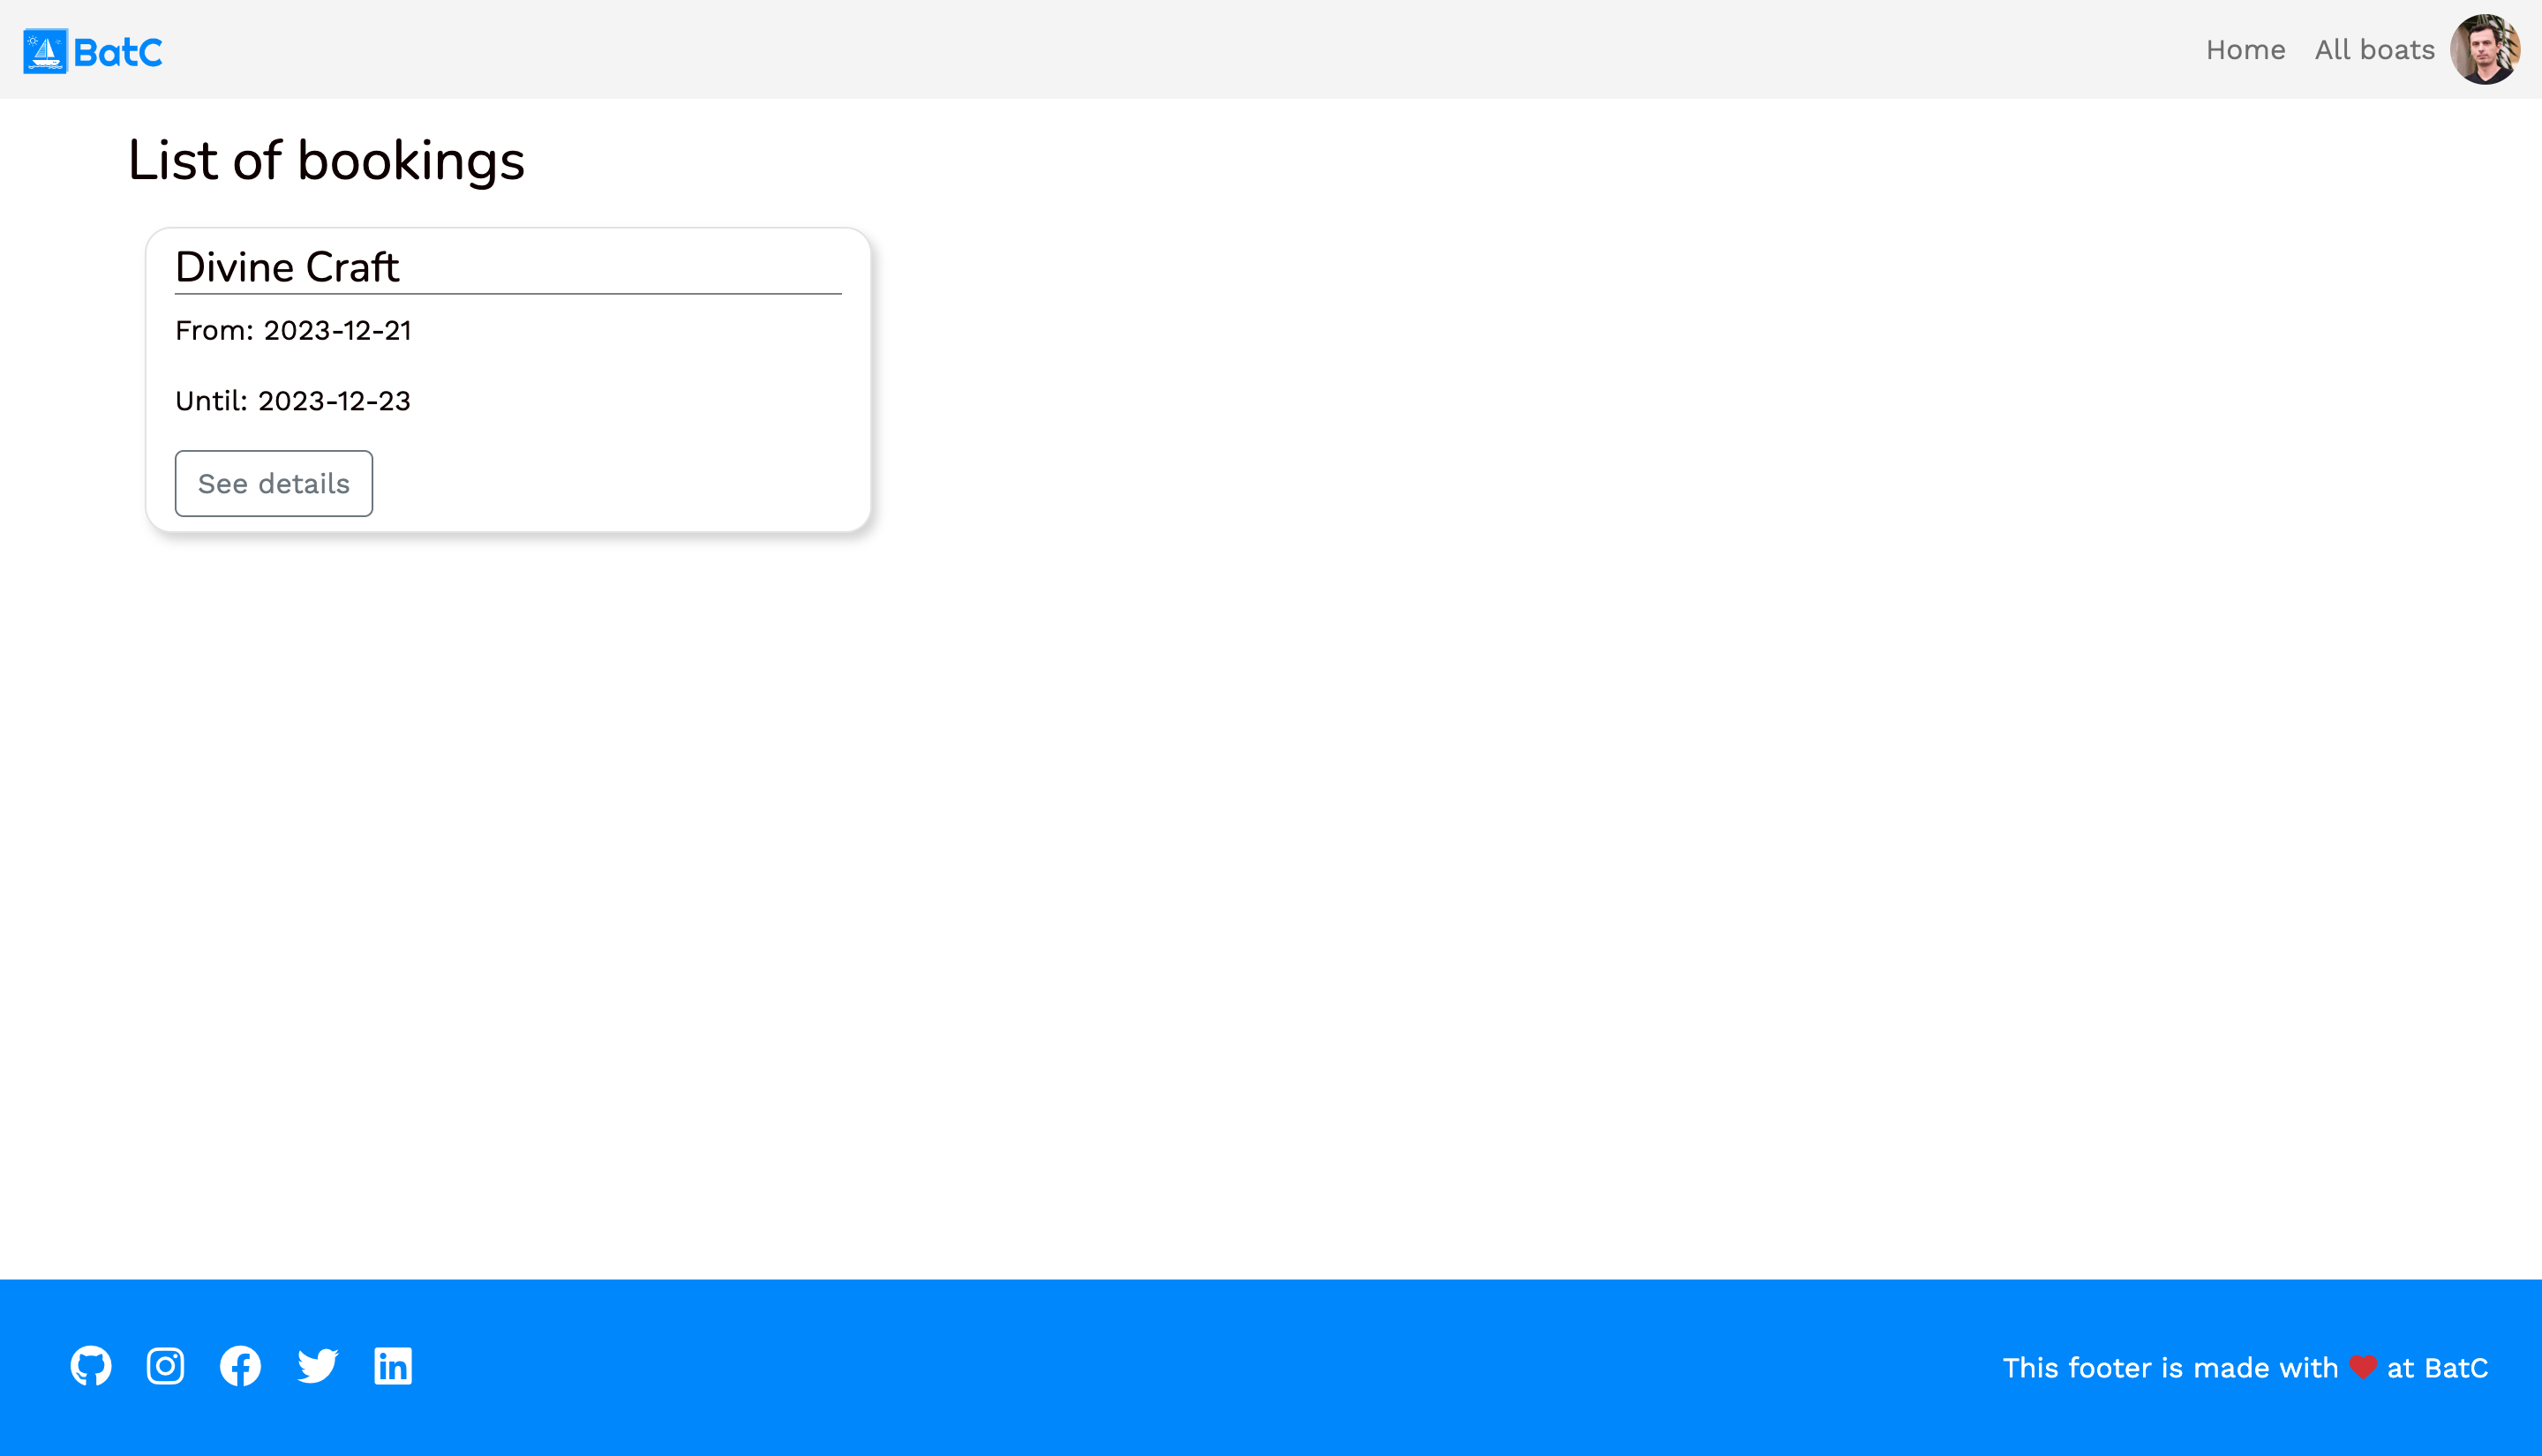 BatC
Home
All boats
List of bookings
Divine Craft
From: 2023-12-21
Until: 2023-12-23
See details
This footer is made with ❤ at BatC